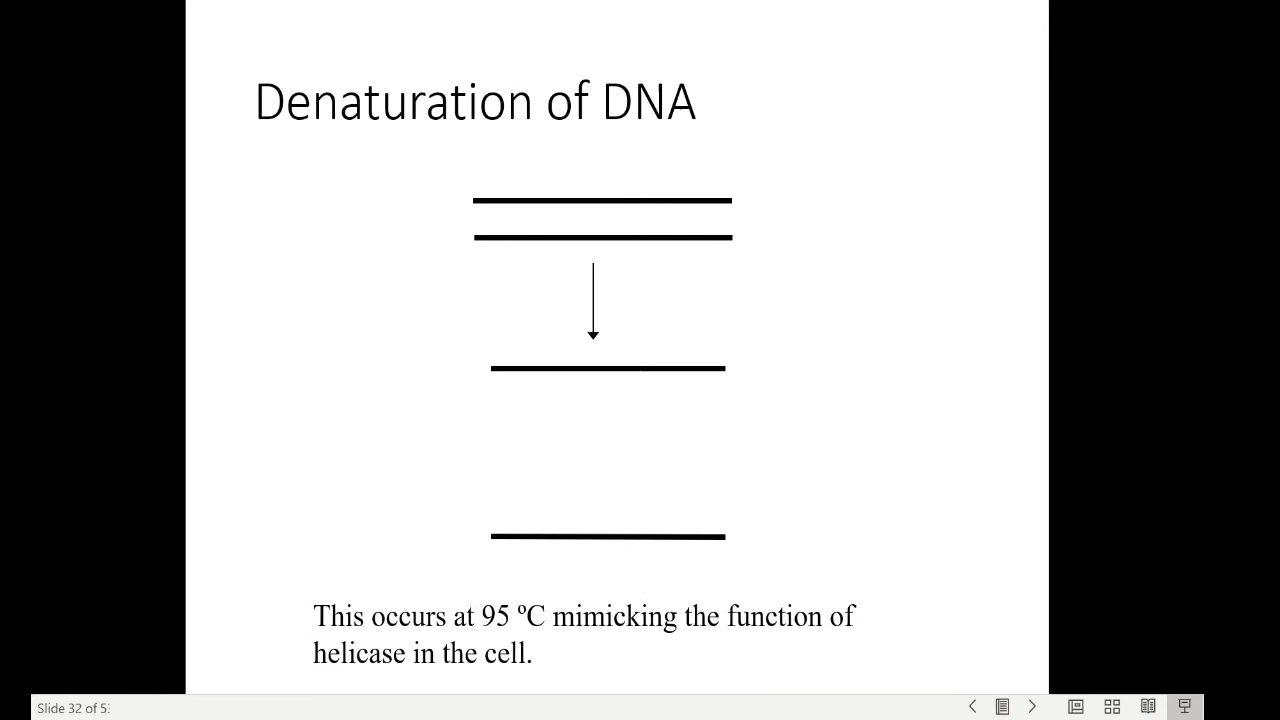 Denaturation of DNA
This occurs at 95 ºC mimicking the function of
helicase in the cell.
Slide 32 of